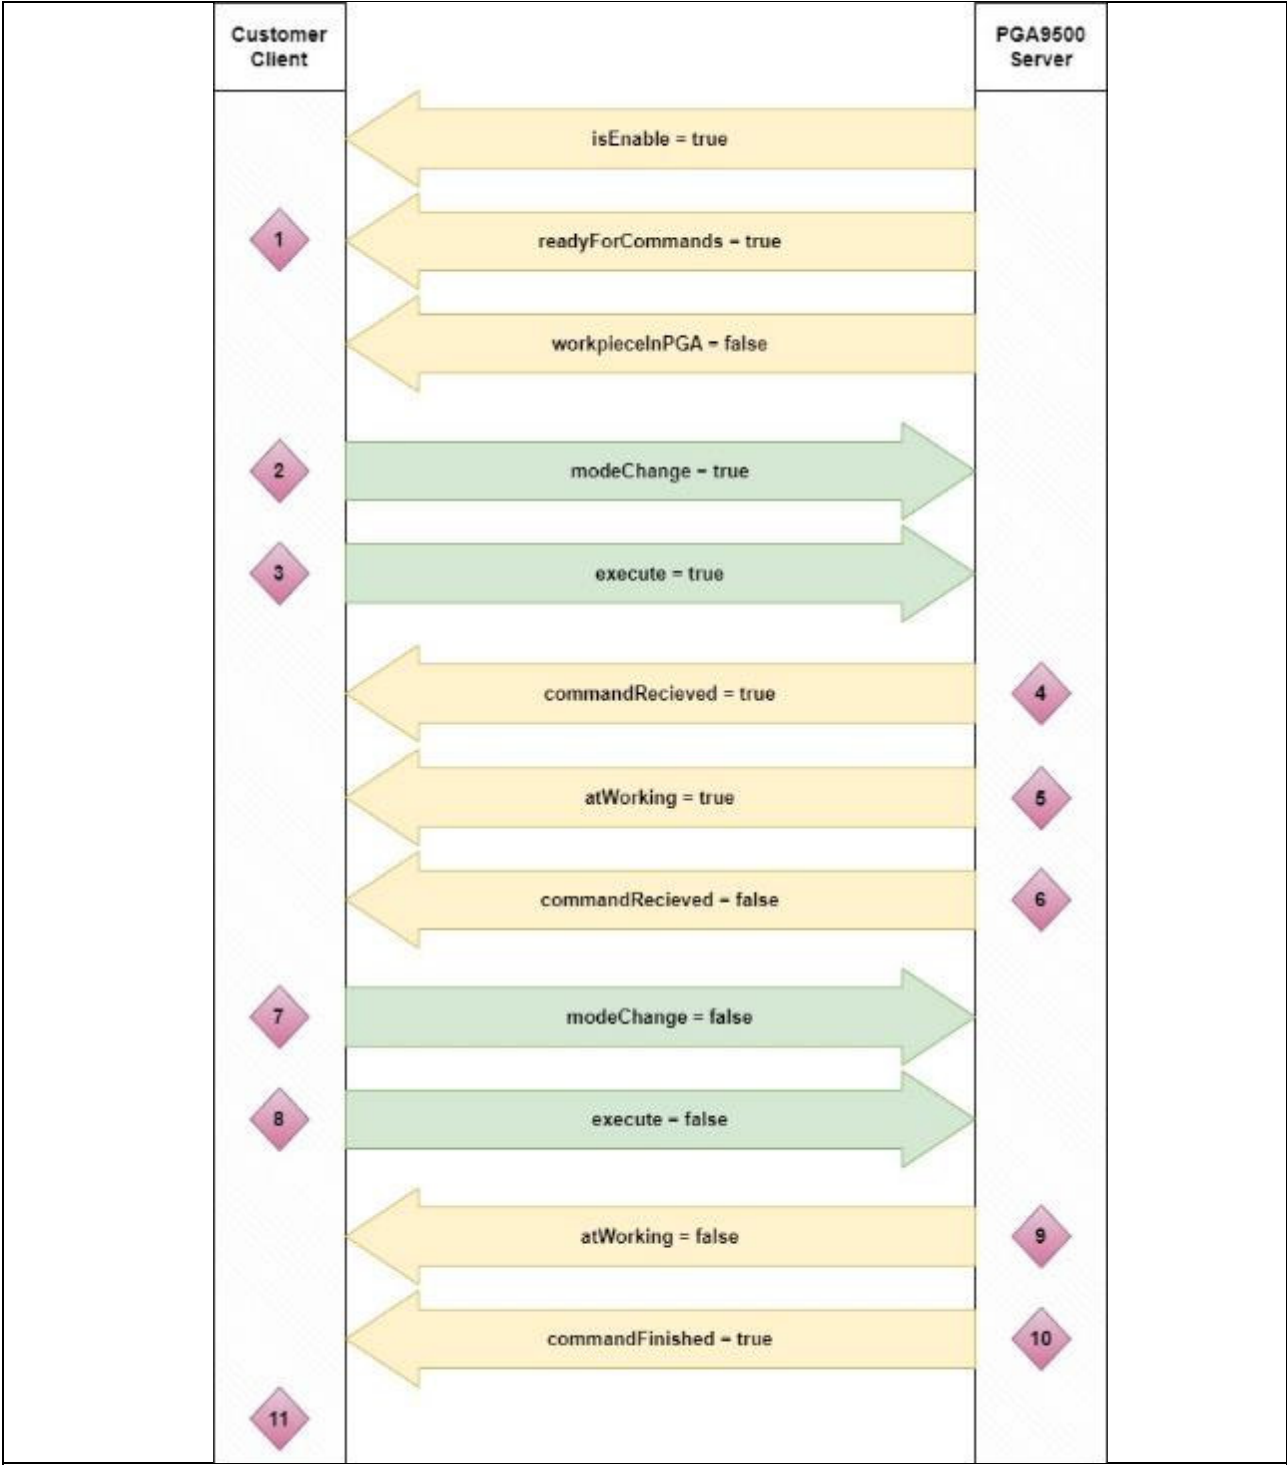 Customer
Client
PGA9500
Server
isEnable = true
1
readyForCommands = true
workpieceInPGA = false
2
modeChange = true
3
execute = true
commandRecieved = true
4
atWorking = true
5
commandRecieved = false
6
7
modeChange = false
8
execute = false
atWorking = false
9
commandFinished = true
10
11